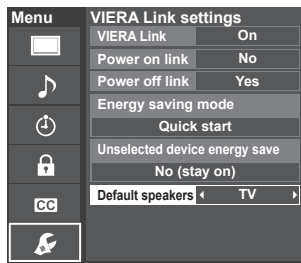 Menu
VIERA Link settings
VIERA Link On
Power on link No
Power off link Yes
Energy saving mode
Quick start
Unselected device energy save
No (stay on)
Default speakers TV
CC